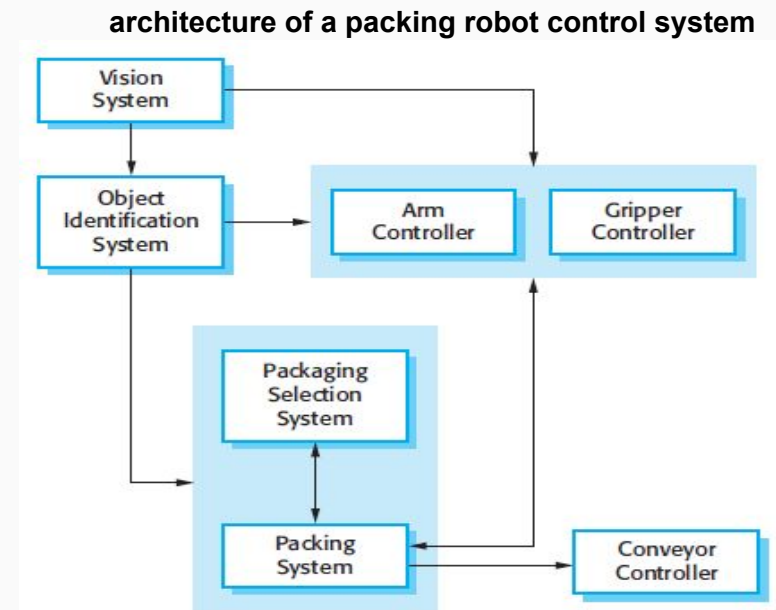 architecture of a packing robot control system
Vision
System
Object
Identification
System
Arm
Controller
Gripper
Controller
Packaging
Selection
System
Packing
System
Conveyor
Controller